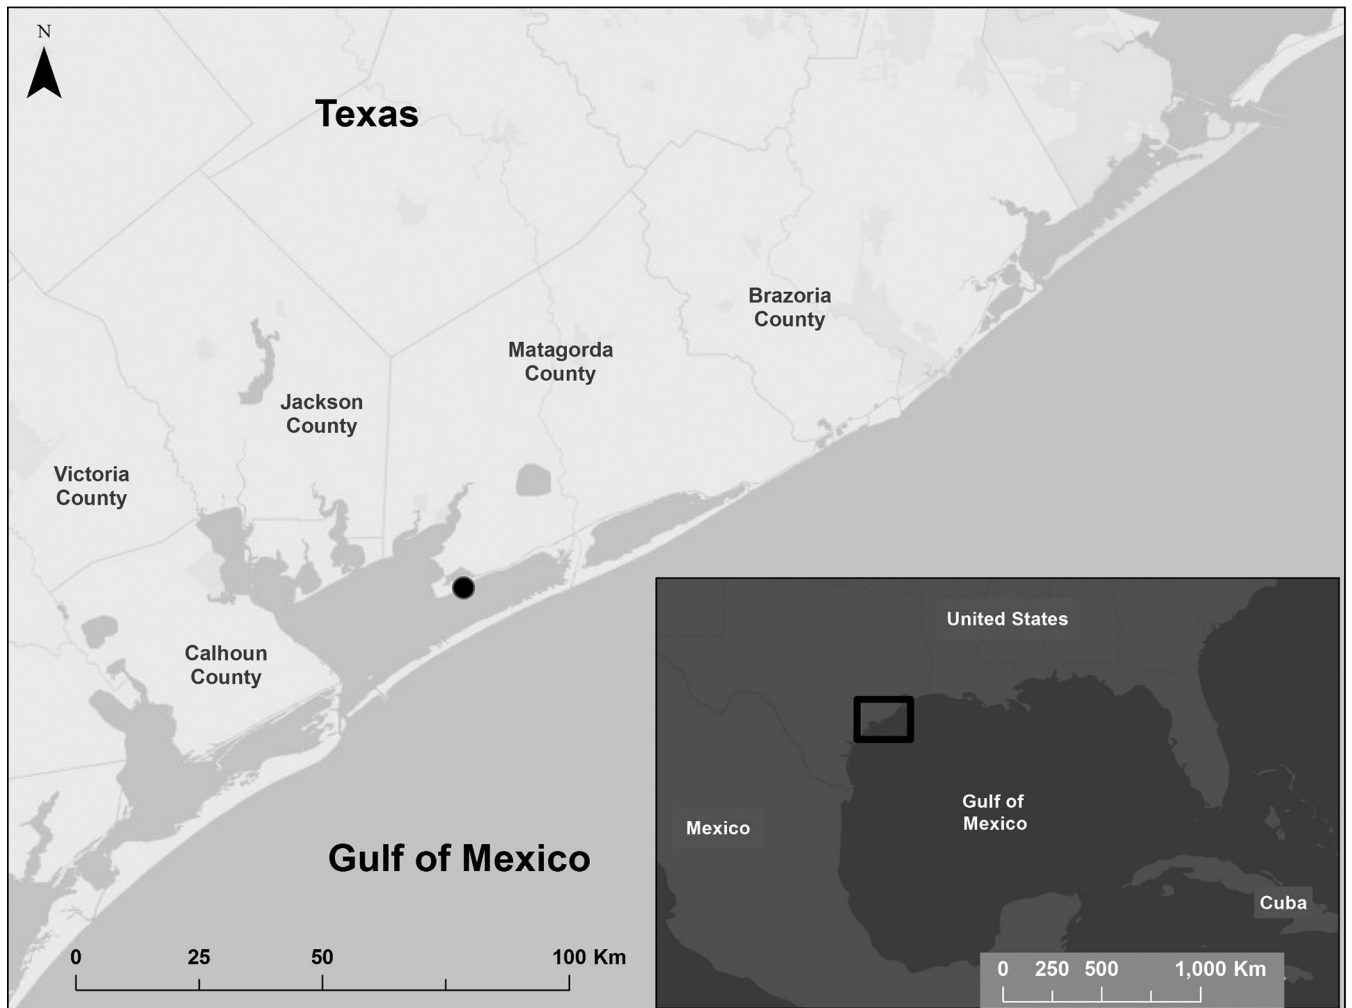 N
Texas
Brazoria
County
Matagorda
County
Jackson
County
Victoria
County
Calhoun
County
Gulf of Mexico
0 25 50 100 Km
United States
Gulf of
Mexico
Mexico
Cuba
0 250 500 1,000 Km